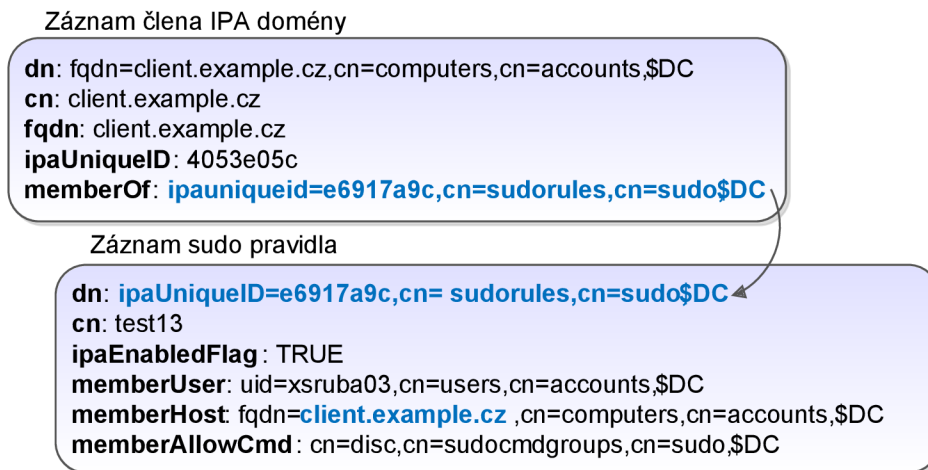 Záznam člena IPA domény
dn: fqdn=client.example.cz,cn=computers,cn=accounts,$DC
cn: client.example.cz
fqdn: client.example.cz
ipaUniqueID: 4053e05c
memberOf: ipauniqueid=e6917a9c,cn=sudorules,cn=sudo$DC
Záznam sudo pravidla
dn: ipaUniqueID=e6917a9c,cn= sudorules,cn=sudo$DC
cn: test13
ipaEnabledFlag: TRUE
memberUser: uid=xsruba03,cn=users,cn=accounts,$DC
memberHost: fqdn=client.example.cz ,cn=computers,cn=accounts,$DC
memberAllowCmd: cn=disc,cn=sudocmdgroups,cn=sudo,$DC